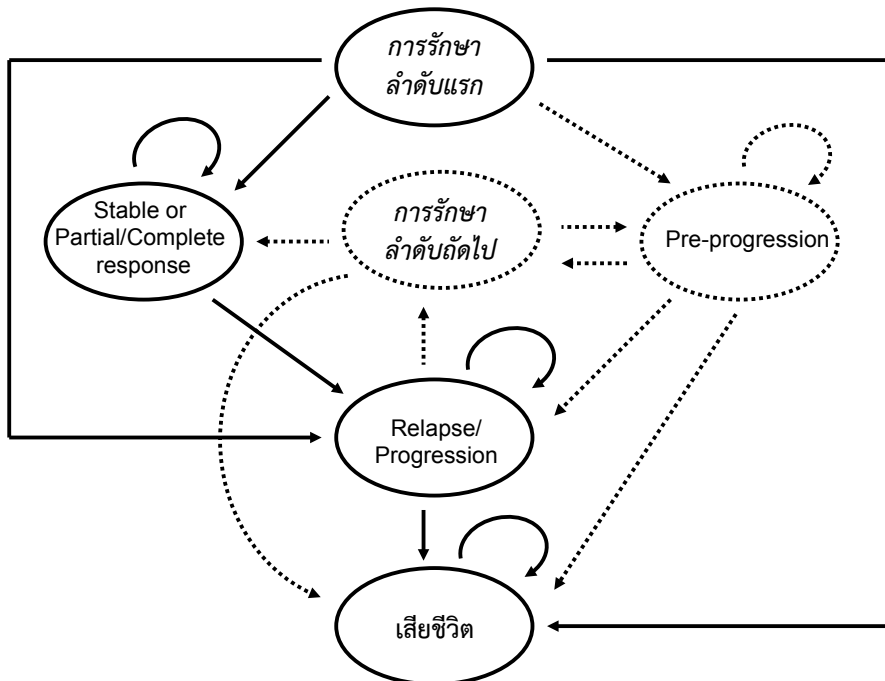 การรักษา
ลำดับแรก
Stable or
Partial/Complete
response
การรักษา
ลำดับถัดไป
Pre-progression
Relapse/
Progression
เสียชีวิต